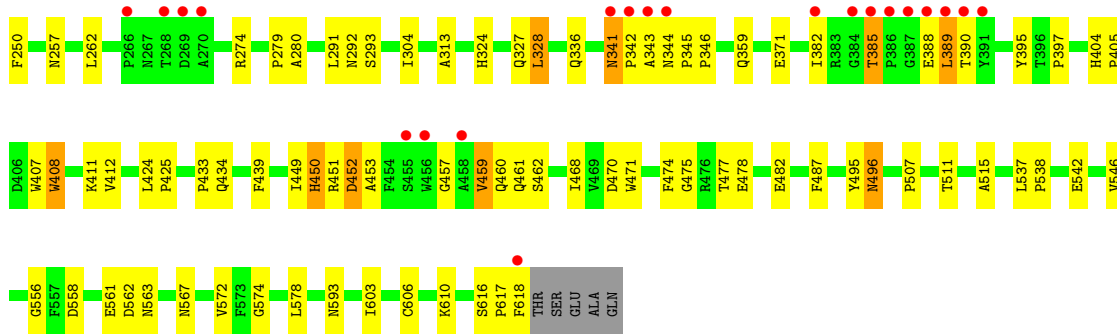 F250 N257 L262 P266 N267 T268 D269 A270 R274 P279 A280 L291 N292 S293 I304 A313 H324 Q327 L328 Q336 N341 P342 A343 N344 P345 P346 Q359 E371 I382 R383 G384 T385 P386 G387 E388 L389 T390 Y391 Y395 T396 P397 H404 P405
D406 W407 W408 K411 V412 L424 P425 P433 Q434 F439 I449 H450 R451 D452 A453 F454 S455 W456 G457 A458 V459 Q460 Q461 S462 I468 V469 D470 W471 F474 G475 R476 T477 E478 E482 F487 Y495 N496 P507 T511 A515 L537 P538 E542 V546
G556 F557 D558 E561 D562 N563 N567 V572 F573 G574 L578 N593 I603 C606 K610 S616 P617 F618 THR SER GLU ALA GLN